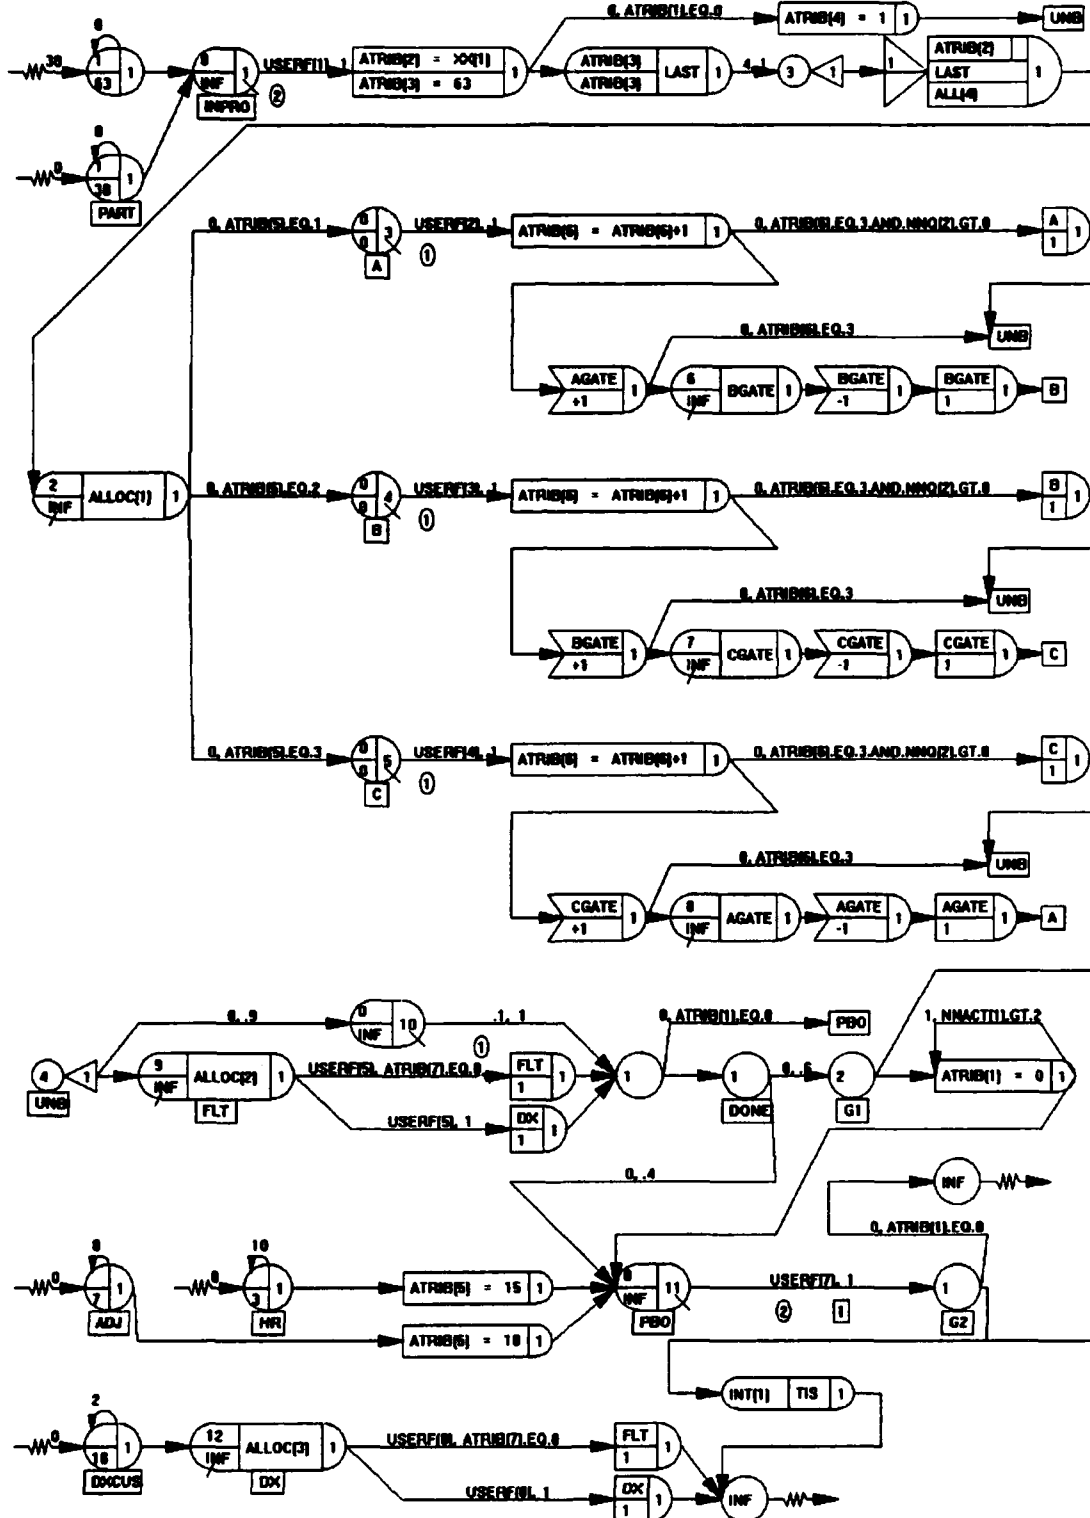 0, ATRIB[1].EQ.0
ATRIB[4] = 1 1
UNB
30
1
63
1
INF
1
INPRO
2
USERF[1], 1
ATRIB[2] = XX[1]
ATRIB[3] = 63
1
ATRIB[3]
ATRIB[3]
LAST
1
4, 1
3
1
1
ATRIB[2]
LAST
ALL[4]
0
1
30
1
PART
0, ATRIB[5].EQ.1
0
0
3
A
USERF[2], 1
1
ATRIB[6] = ATRIB[6]+1 1
0, ATRIB[6].EQ.3.AND.NNQ[2].GT.0
A
1
1
0, ATRIB[6].EQ.3
UNB
AGATE
+1
1
6
INF
BGATE
1
BGATE
-1
1
BGATE
1
1
B
2
INF
ALLOC[1]
1
0, ATRIB[5].EQ.2
0
0
4
B
USERF[3], 1
1
ATRIB[6] = ATRIB[6]+1 1
0, ATRIB[6].EQ.3.AND.NNQ[2].GT.0
B
1
1
0, ATRIB[6].EQ.3
UNB
BGATE
+1
1
7
INF
CGATE
1
CGATE
-1
1
CGATE
1
1
C
0, ATRIB[5].EQ.3
0
0
5
C
USERF[4], 1
1
ATRIB[6] = ATRIB[6]+1 1
0, ATRIB[6].EQ.3.AND.NNQ[2].GT.0
C
1
1
0, ATRIB[6].EQ.3
UNB
CGATE
+1
1
8
INF
AGATE
1
AGATE
-1
1
AGATE
1
1
A
0, .9
0
INF
10
.1, 1
1
0, ATRIB[1].EQ.0
PBO
1, NNACT[1].GT.2
4
UNB
1
9
INF
ALLOC[2]
1
FLT
USERF[5], ATRIB[7].EQ.0
FLT
1
1
USERF[5], 1
DX
1
1
1
1
DONE
0, .6
2
G1
ATRIB[1] = 0 1
0, .4
INF
0, ATRIB[1].EQ.0
0
7
1
ADJ
10
0
3
1
HR
ATRIB[5] = 15 1
ATRIB[5] = 10 1
INF
11
PBO
USERF[7], 1
2
1
1
G2
INT[1] TIS 1
2
0
16
1
DXCUS
12
INF
ALLOC[3]
1
DX
USERF[8], ATRIB[7].EQ.0
FLT
1
1
USERF[8], 1
DX
1
1
INF